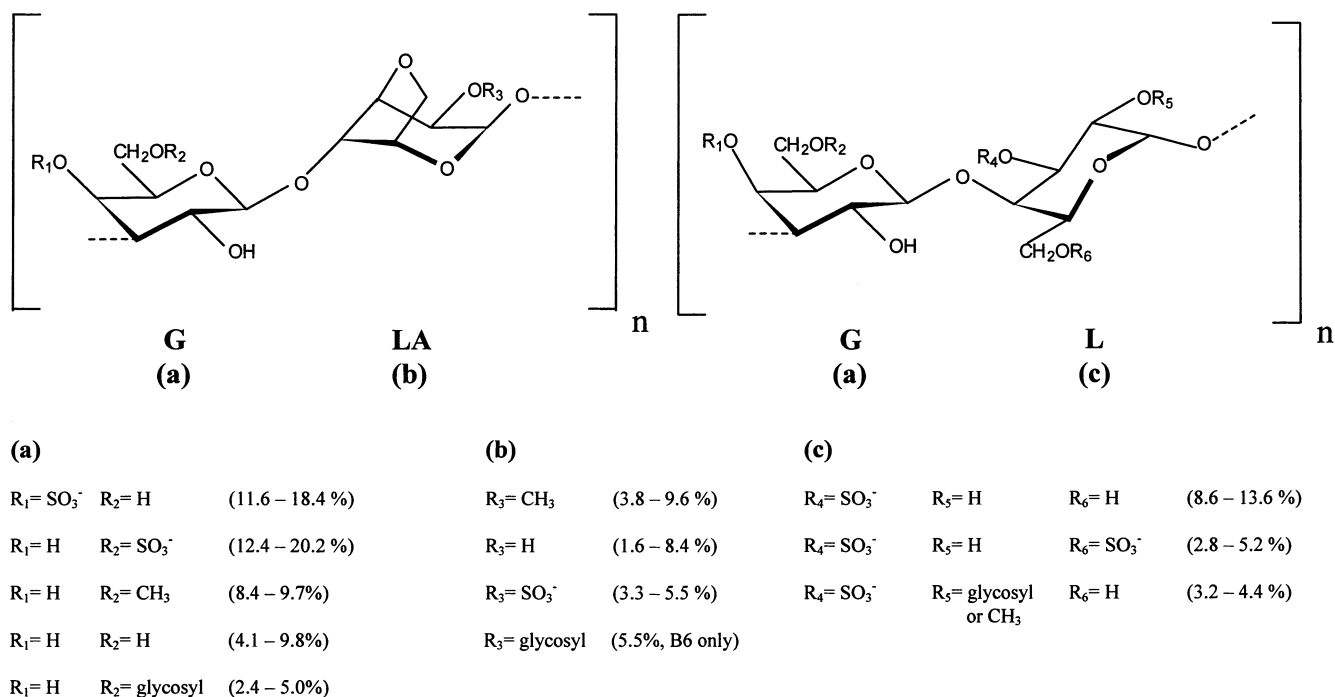 O
OR₃
O
CH₂OR₂
R₁O
O
O
O
OH
n
G
LA
(a)
(b)
OR₅
R₁O
CH₂OR₂
O
R₄O
O
O
O
OH
CH₂OR₆
n
G
L
(a)
(c)
(a)
R₁= SO₃⁻ R₂= H (11.6 – 18.4 %)
R₁= H R₂= SO₃⁻ (12.4 – 20.2 %)
R₁= H R₂= CH₃ (8.4 – 9.7%)
R₁= H R₂= H (4.1 – 9.8%)
R₁= H R₂= glycosyl (2.4 – 5.0%)
(b)
R₃= CH₃ (3.8 – 9.6 %)
R₃= H (1.6 – 8.4 %)
R₃= SO₃⁻ (3.3 – 5.5 %)
R₃= glycosyl (5.5%, B6 only)
(c)
R₄= SO₃⁻ R₅= H R₆= H (8.6 – 13.6 %)
R₄= SO₃⁻ R₅= H R₆= SO₃⁻ (2.8 – 5.2 %)
R₄= SO₃⁻ R₅= glycosyl R₆= H (3.2 – 4.4 %)
or CH₃